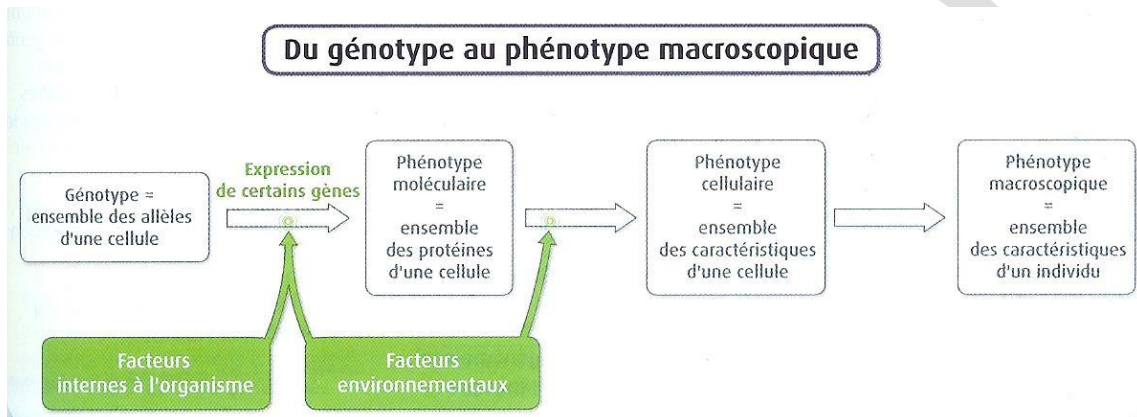 Du génotype au phénotype macroscopique
Génotype =
ensemble des allèles
d'une cellule
Expression
de certains gènes
Phénotype
moléculaire
=
ensemble
des protéines
d'une cellule
Phénotype
cellulaire
=
ensemble
des caractéristiques
d'une cellule
Phénotype
macroscopique
=
ensemble
des caractéristiques
d'un individu
Facteurs
internes à l'organisme
Facteurs
environnementaux